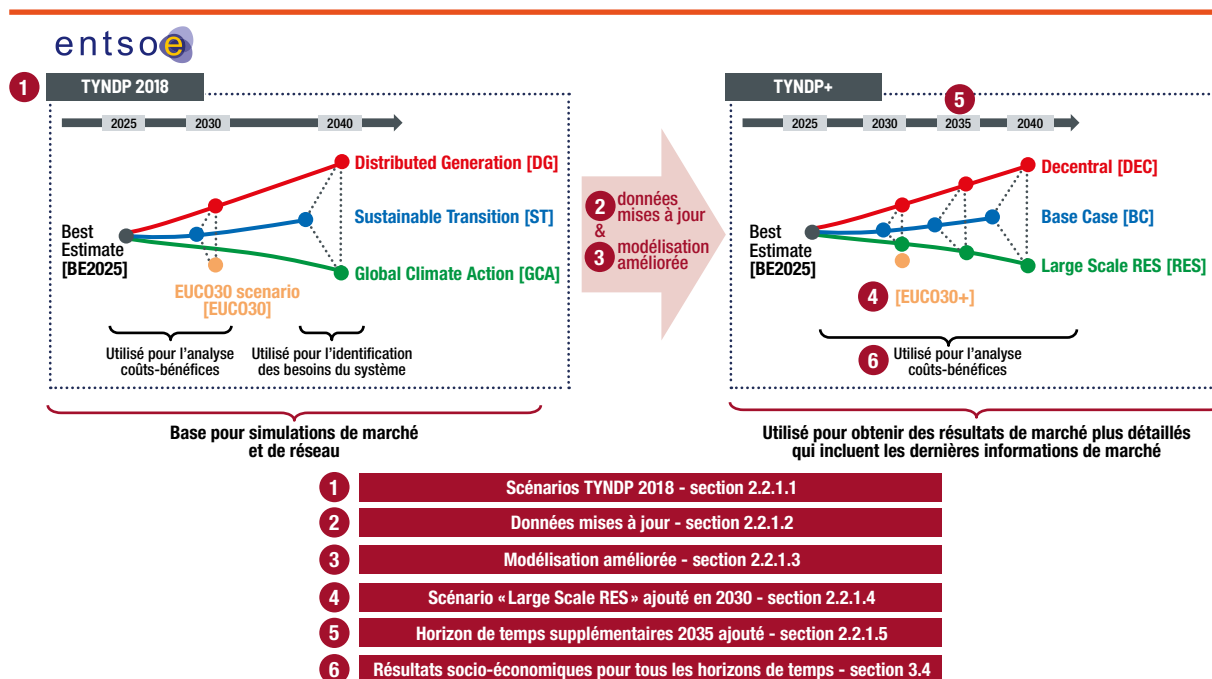 entsoe
1
TYNDP 2018
2025
2030
2040
Distributed Generation [DG]
Sustainable Transition [ST]
Global Climate Action [GCA]
Best
Estimate
[BE2025]
EUCO30 scenario
[EUCO30]
Utilisé pour l'analyse
coûts-bénéfices
Utilisé pour l'identification
des besoins du système
Base pour simulations de marché
et de réseau
2 données
mises à jour
&
3 modélisation
améliorée
TYNDP+
5
2025
2030
2035
2040
Decentral [DEC]
Base Case [BC]
Large Scale RES [RES]
Best
Estimate
[BE2025]
4 [EUCO30+]
6 Utilisé pour l'analyse
coûts-bénéfices
Utilisé pour obtenir des résultats de marché plus détaillés
qui incluent les dernières informations de marché
1 Scénarios TYNDP 2018 - section 2.2.1.1
2 Données mises à jour - section 2.2.1.2
3 Modélisation améliorée - section 2.2.1.3
4 Scénario « Large Scale RES » ajouté en 2030 - section 2.2.1.4
5 Horizon de temps supplémentaires 2035 ajouté - section 2.2.1.5
6 Résultats socio-économiques pour tous les horizons de temps - section 3.4